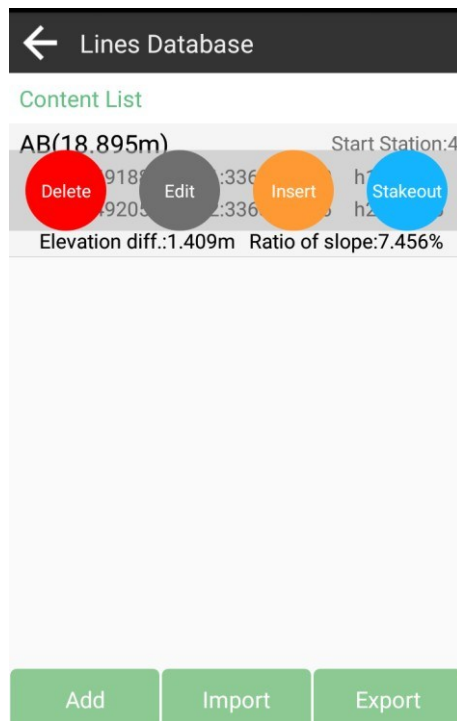 Lines Database
Content List
AB(18.895m)
Start Station:4
Delete
Edit
Insert
Stakeout
Elevation diff.:1.409m Ratio of slope:7.456%
Add
Import
Export